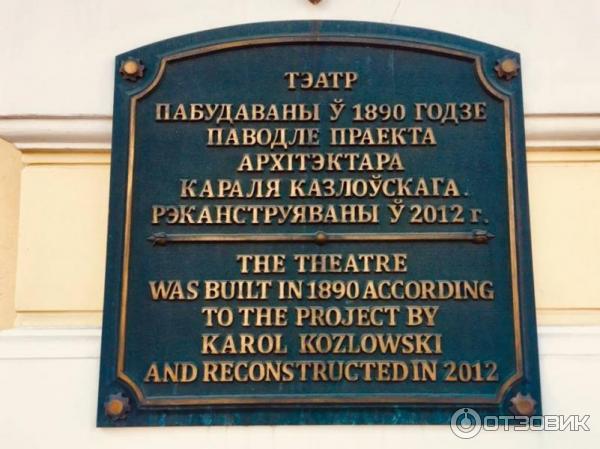 ТЭАТР
ПАБУДАВАНЫ Ў 1890 ГОДЗЕ
ПАВОДЛЕ ПРАЕКТА
АРХІТЭКТАРА
КАРАЛЯ КАЗЛОЎСКАГА.
РЭКАНСТРУЯВАНЫ Ў 2012 г.
THE THEATRE
WAS BUILT IN 1890 ACCORDING
TO THE PROJECT BY
KAROL KOZLOWSKI
AND RECONSTRUCTED IN 2012
ОТЗОВИК